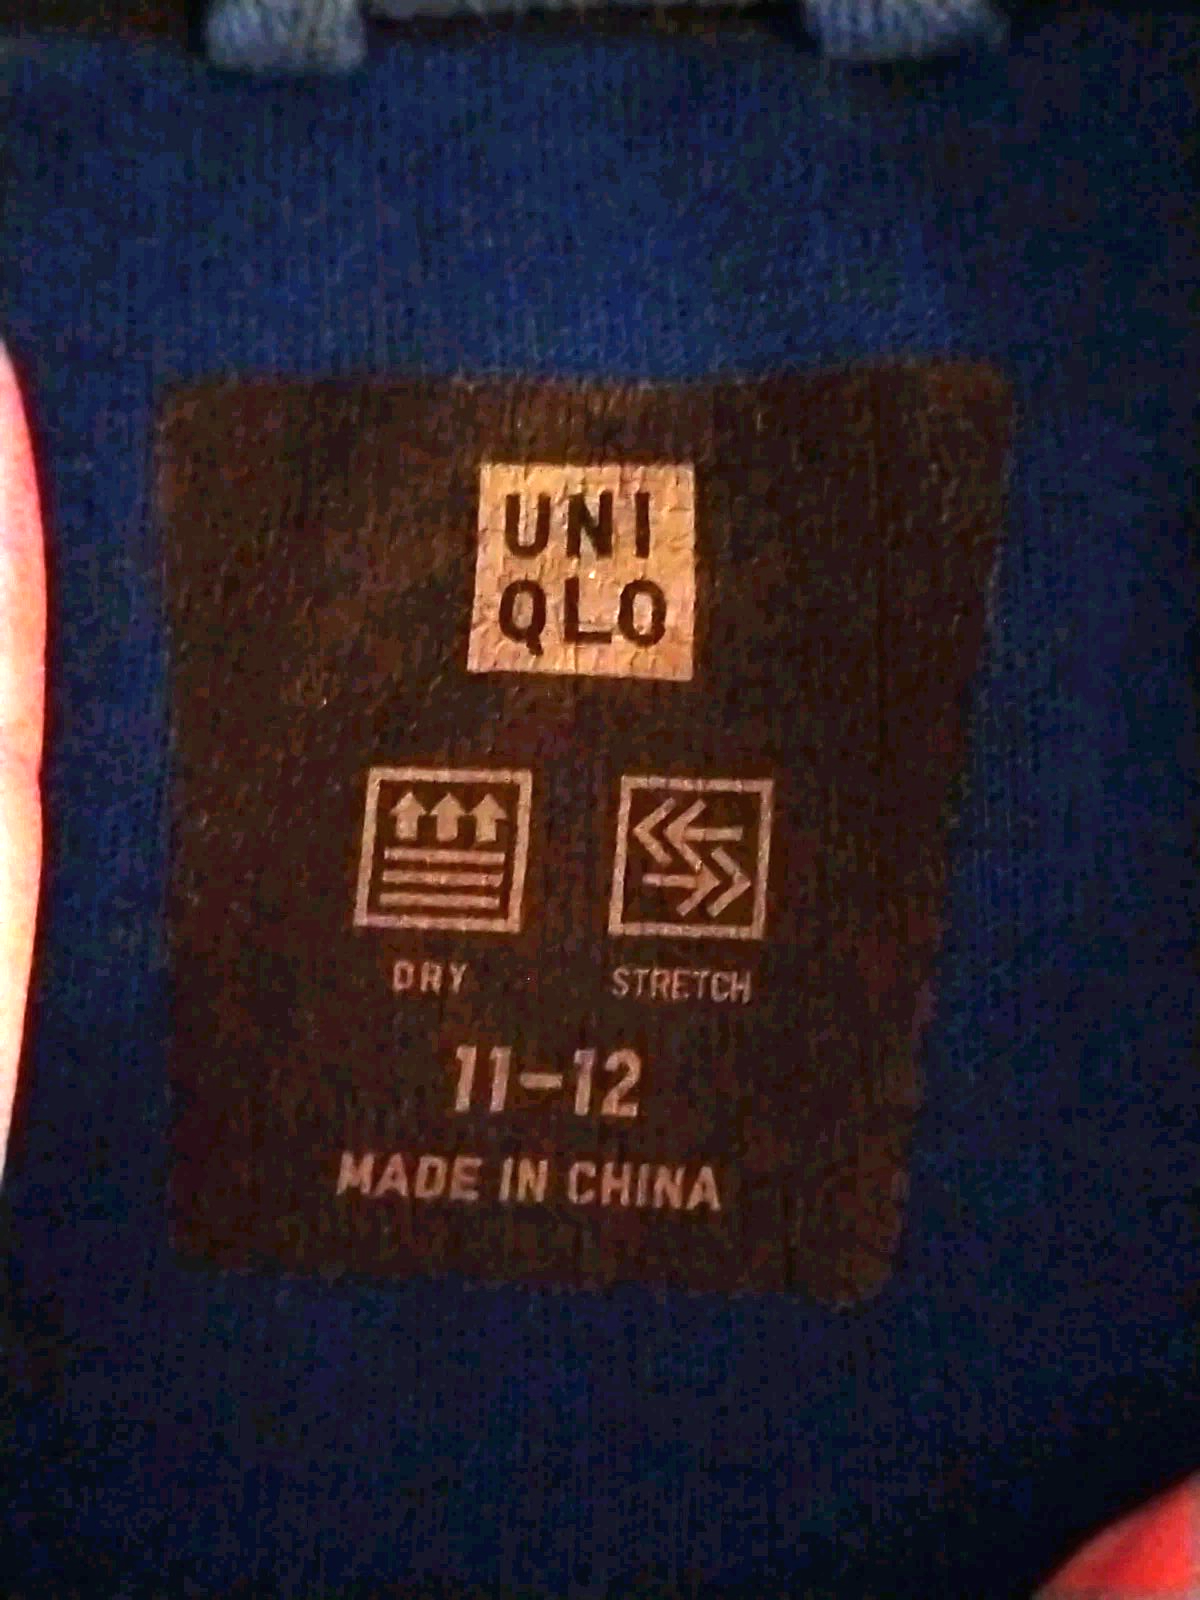 UNI
QLO
DRY STRETCH
11-12
MADE IN CHINA